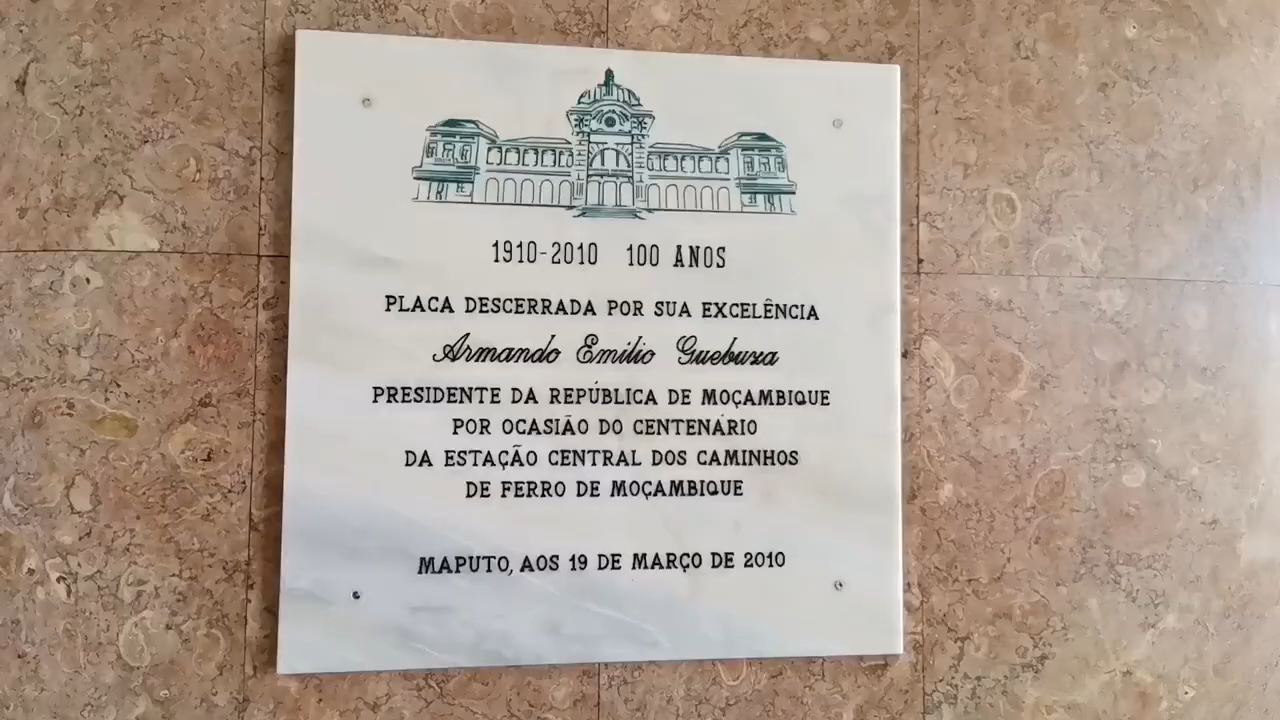 1910-2010 100 ANOS
PLACA DESCERRADA POR SUA EXCELÊNCIA
Armando Emilio Guebuza
PRESIDENTE DA REPÚBLICA DE MOÇAMBIQUE
POR OCASIÃO DO CENTENÁRIO
DA ESTAÇÃO CENTRAL DOS CAMINHOS
DE FERRO DE MOÇAMBIQUE
MAPUTO, AOS 19 DE MARÇO DE 2010